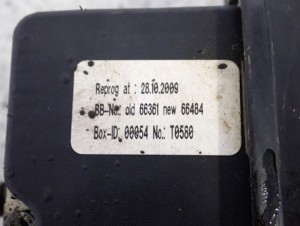 Reprog at : 28.10.2009
BB-No.: old 66361 new 66484
Box-ID: 00054 No.: T0580